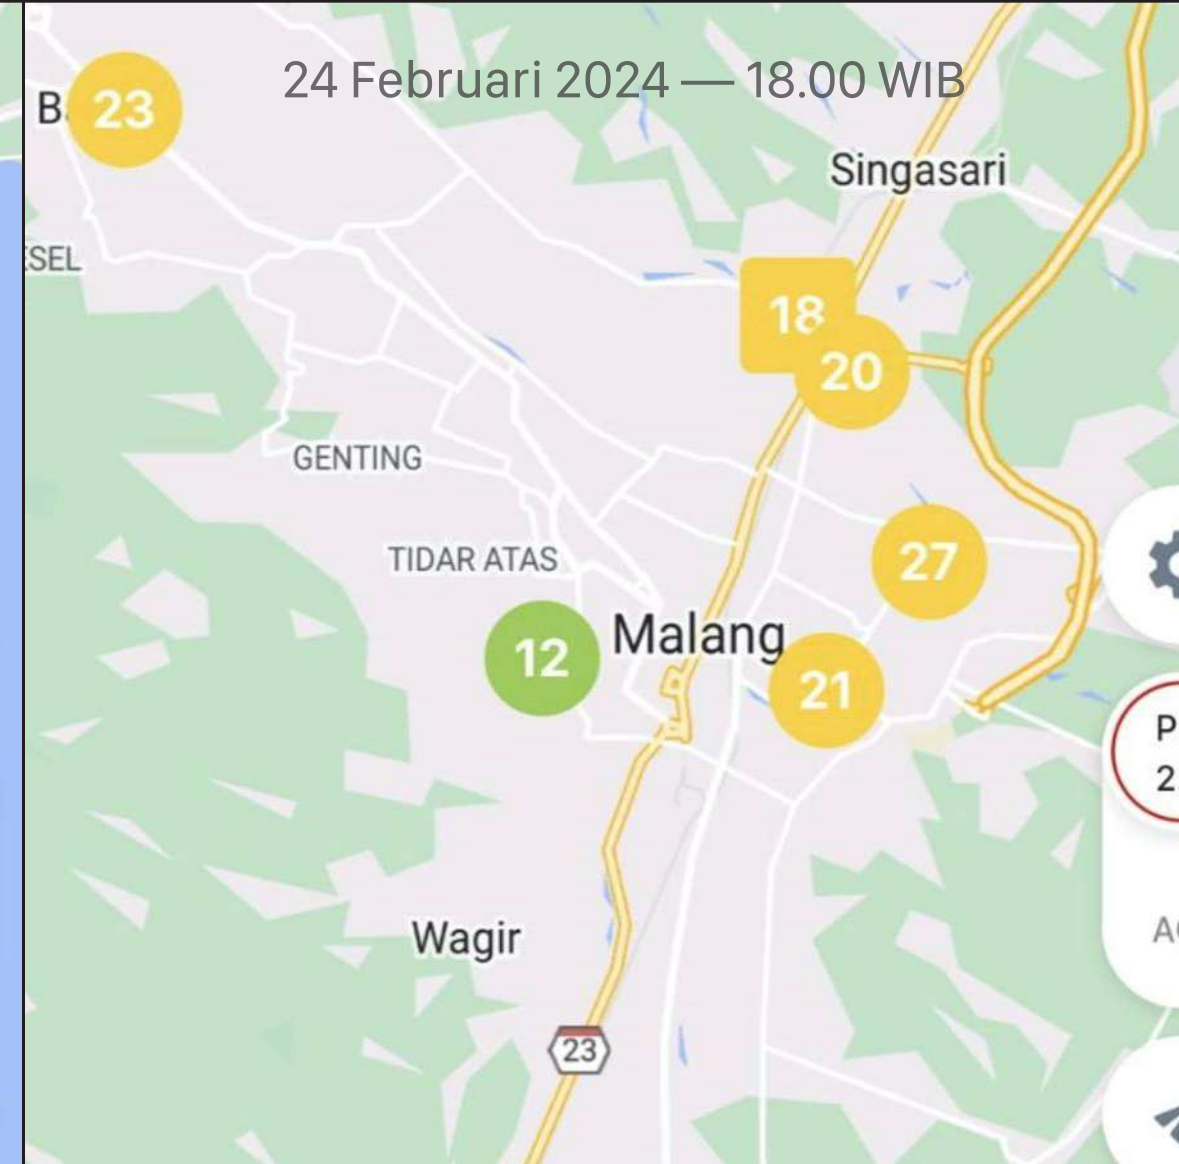 24 Februari 2024 — 18.00 WIB
B
23
Singasari
SEL
18
20
GENTING
TIDAR ATAS
27
12
Malang
21
P
2
A
Wagir
23